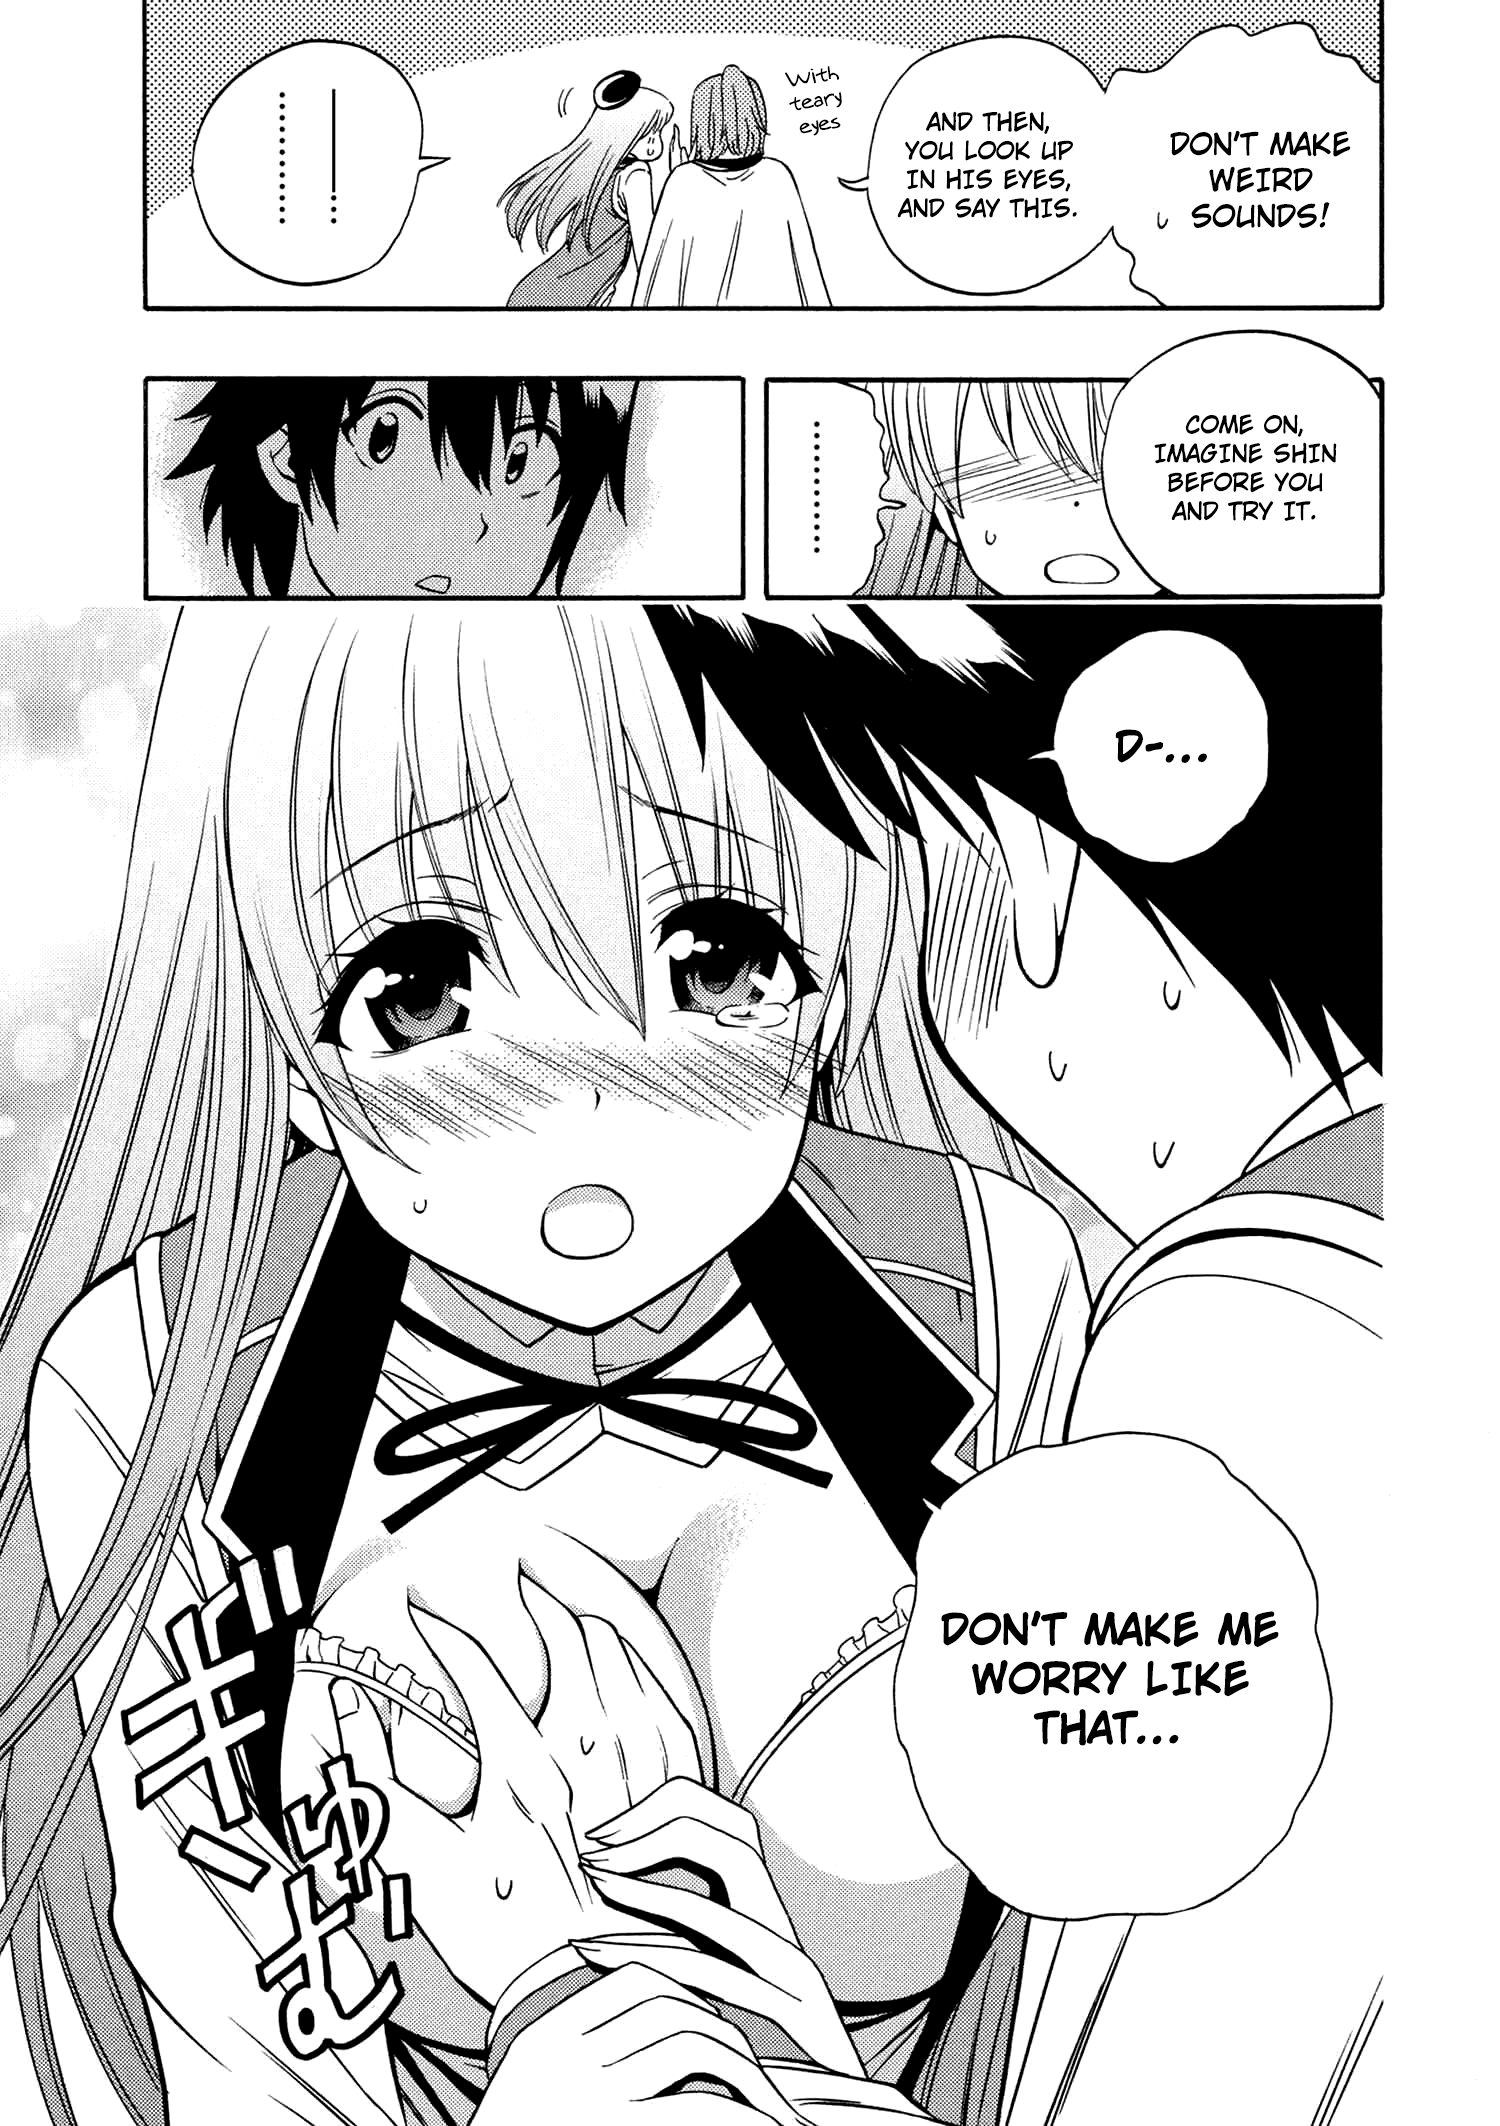 DON'T MAKE
WEIRD
SOUNDS!
AND THEN,
YOU LOOK UP
IN HIS EYES,
AND SAY THIS.
With
teary
eyes
COME ON,
IMAGINE SHIN
BEFORE YOU
AND TRY IT.
D-...
DON'T MAKE ME
WORRY LIKE
THAT...
ギ
ゅ
む